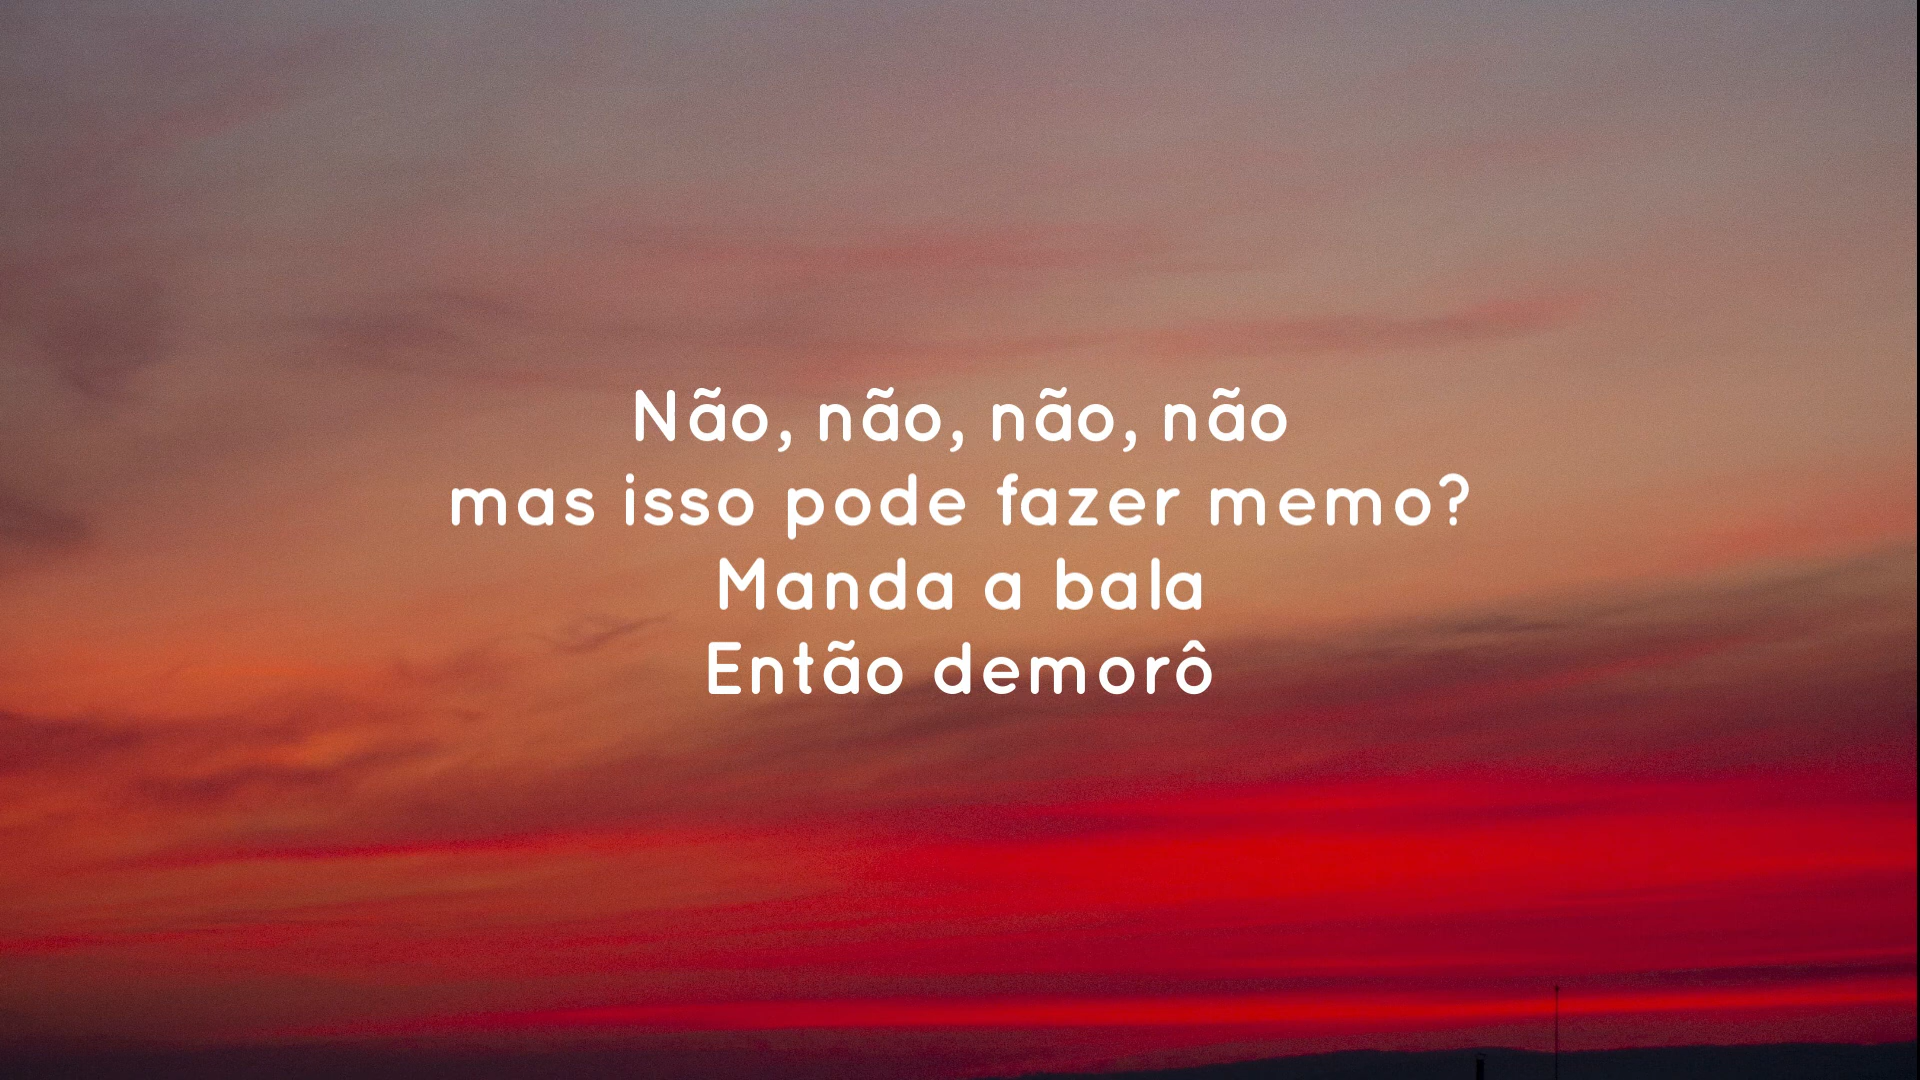 Não, não, não, não
mas isso pode fazer memo?
Manda a bala
Então demorô